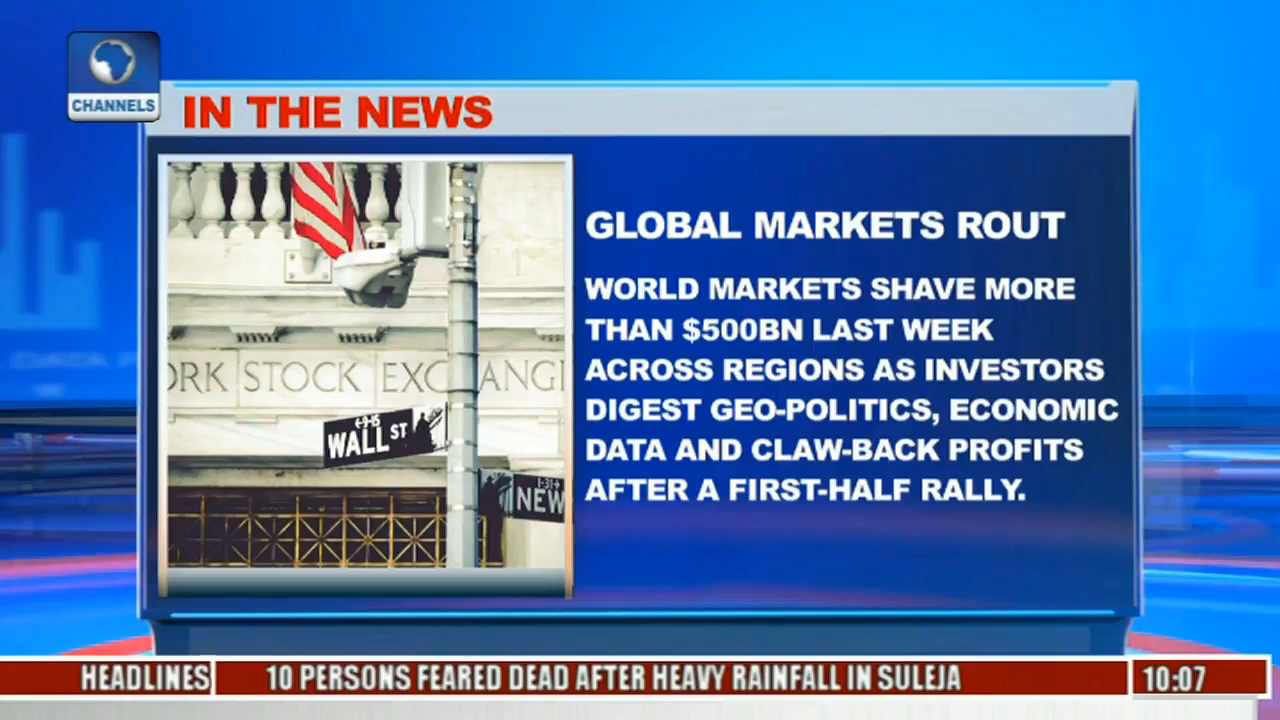 CHANNELS
IN THE NEWS
ORK STOCK EXC ANG
WALL ST
NEW
GLOBAL MARKETS ROUT
WORLD MARKETS SHAVE MORE
THAN $500BN LAST WEEK
ACROSS REGIONS AS INVESTORS
DIGEST GEO-POLITICS, ECONOMIC
DATA AND CLAW-BACK PROFITS
AFTER A FIRST-HALF RALLY.
HEADLINES 10 PERSONS FEARED DEAD AFTER HEAVY RAINFALL IN SULEJA 10:07